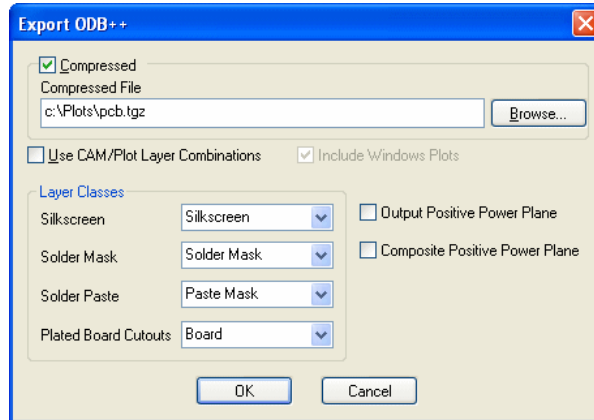 Export ODB++
Compressed
Compressed File
c:\Plots\pcb.tgz
Browse...
Use CAM/Plot Layer Combinations
Include Windows Plots
Layer Classes
Silkscreen
Silkscreen
Output Positive Power Plane
Solder Mask
Solder Mask
Composite Positive Power Plane
Solder Paste
Paste Mask
Plated Board Cutouts
Board
OK
Cancel